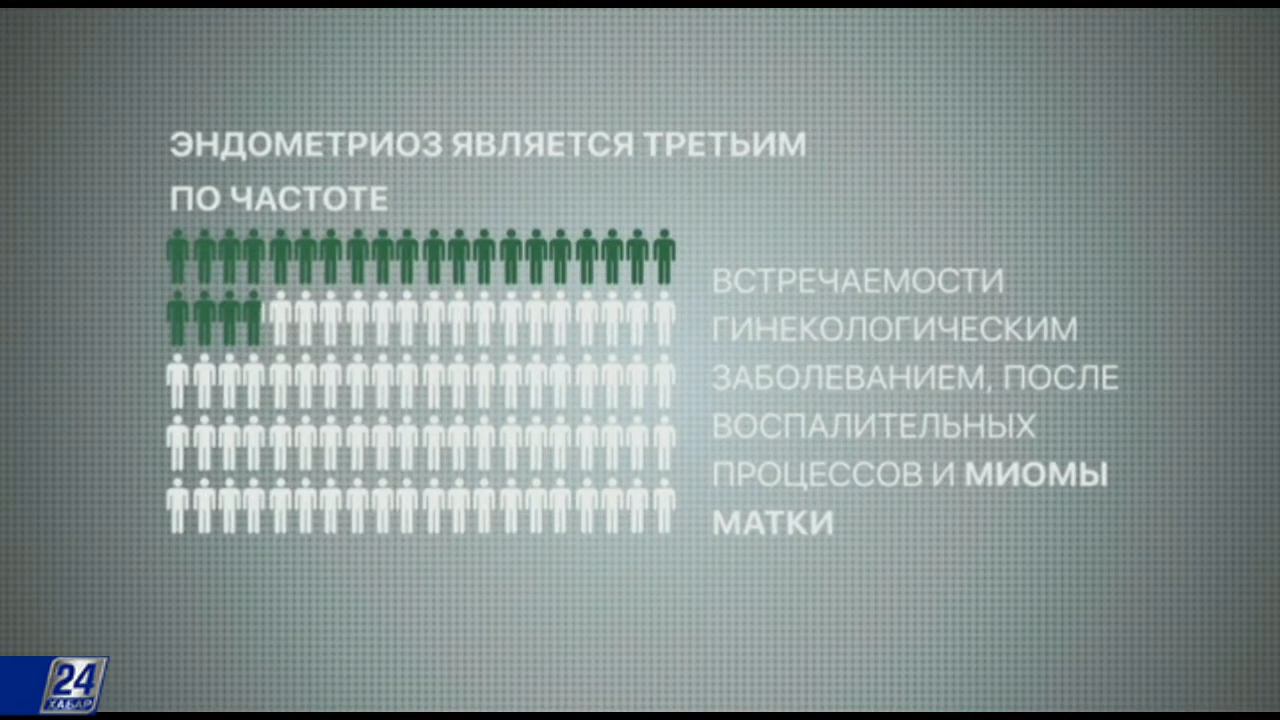 ЭНДОМЕТРИОЗ ЯВЛЯЕТСЯ ТРЕТЬИМ
ПО ЧАСТОТЕ
ВСТРЕЧАЕМОСТИ
ГИНЕКОЛОГИЧЕСКИМ
ЗАБОЛЕВАНИЕМ, ПОСЛЕ
ВОСПАЛИТЕЛЬНЫХ
ПРОЦЕССОВ И МИОМЫ
МАТКИ
24
ХАБАР